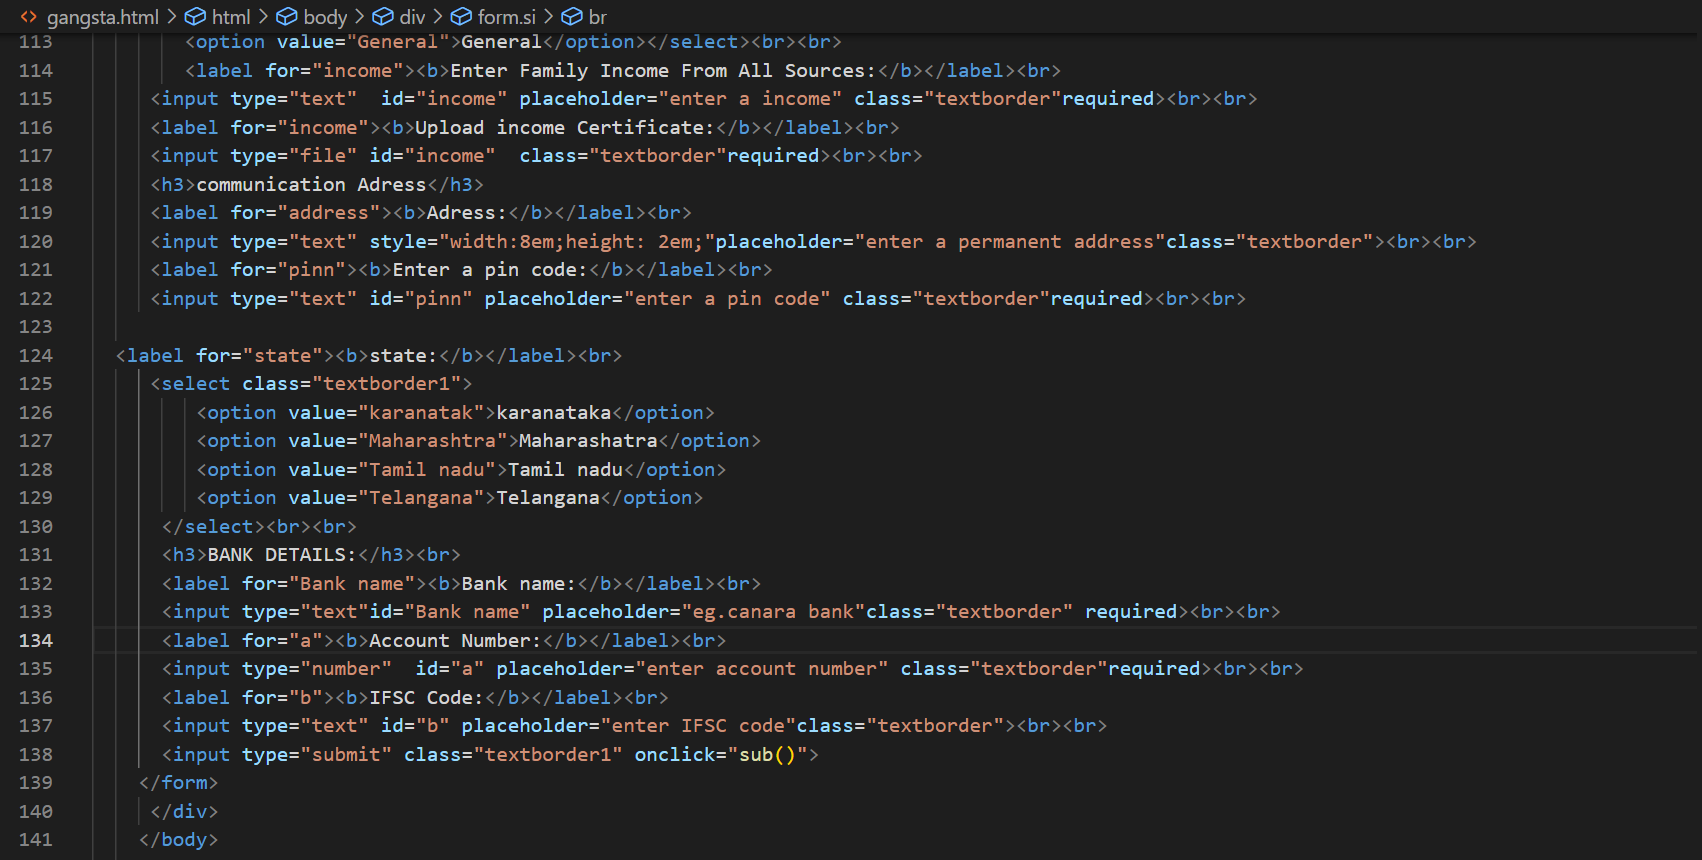 <> gangsta.html > html > body > div > form.si > br
113 <option value="General">General</option></select><br><br>
114 <label for="income"><b>Enter Family Income From All Sources:</b></label><br>
115 <input type="text"  id="income" placeholder="enter a income" class="textborder"required><br><br>
116 <label for="income"><b>Upload income Certificate:</b></label><br>
117 <input type="file" id="income"  class="textborder"required><br><br>
118 <h3>communication Adress</h3>
119 <label for="address"><b>Adress:</b></label><br>
120 <input type="text" style="width:8em;height: 2em;"placeholder="enter a permanent address"class="textborder"><br><br>
121 <label for="pinn"><b>Enter a pin code:</b></label><br>
122 <input type="text" id="pinn" placeholder="enter a pin code" class="textborder"required><br><br>
123
124 <label for="state"><b>state:</b></label><br>
125 <select class="textborder1">
126 <option value="karanatak">karanataka</option>
127 <option value="Maharashtra">Maharashatra</option>
128 <option value="Tamil nadu">Tamil nadu</option>
129 <option value="Telangana">Telangana</option>
130 </select><br><br>
131 <h3>BANK DETAILS:</h3><br>
132 <label for="Bank name"><b>Bank name:</b></label><br>
133 <input type="text"id="Bank name" placeholder="eg.canara bank"class="textborder" required><br><br>
134 <label for="a"><b>Account Number:</b></label><br>
135 <input type="number"  id="a" placeholder="enter account number" class="textborder"required><br><br>
136 <label for="b"><b>IFSC Code:</b></label><br>
137 <input type="text" id="b" placeholder="enter IFSC code"class="textborder"><br><br>
138 <input type="submit" class="textborder1" onclick="sub()">
139 </form>
140 </div>
141 </body>